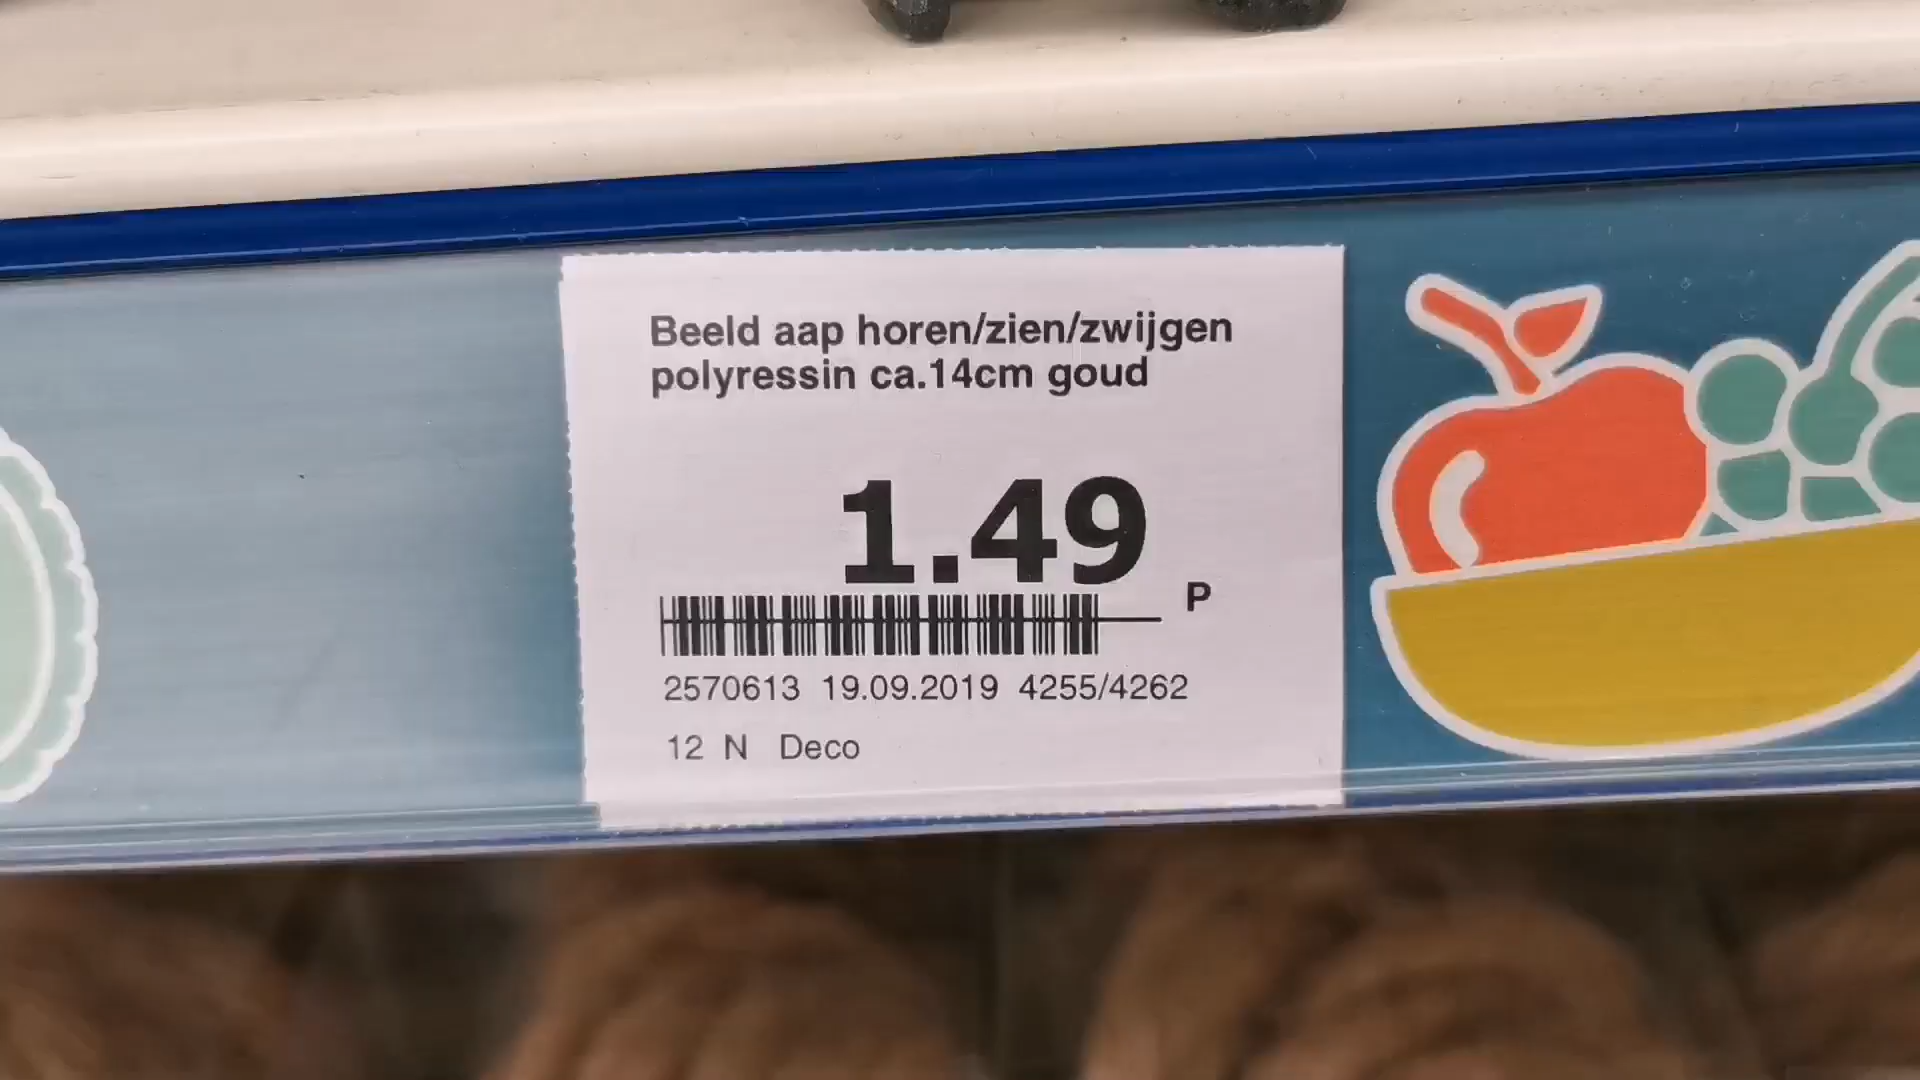 Beeld aap horen/zien/zwijgen
polyressin ca.14cm goud
1.49
P
2570613 19.09.2019 4255/4262
12 N Deco